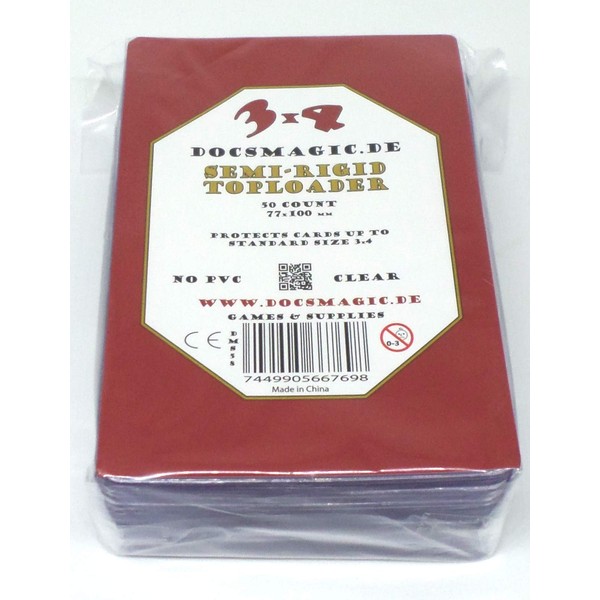 3x4
DOCSMAGIC.DE
SEMI-RIGID
TOPLOADER
50 COUNT
77x100 MM
PROTECTS CARDS UP TO
STANDARD SIZE 3.4
NO PVC
CLEAR
WWW.DOCSMAGIC.DE
GAMES & SUPPLIES
CE
DM858
0-3
7449905667698
Made in China